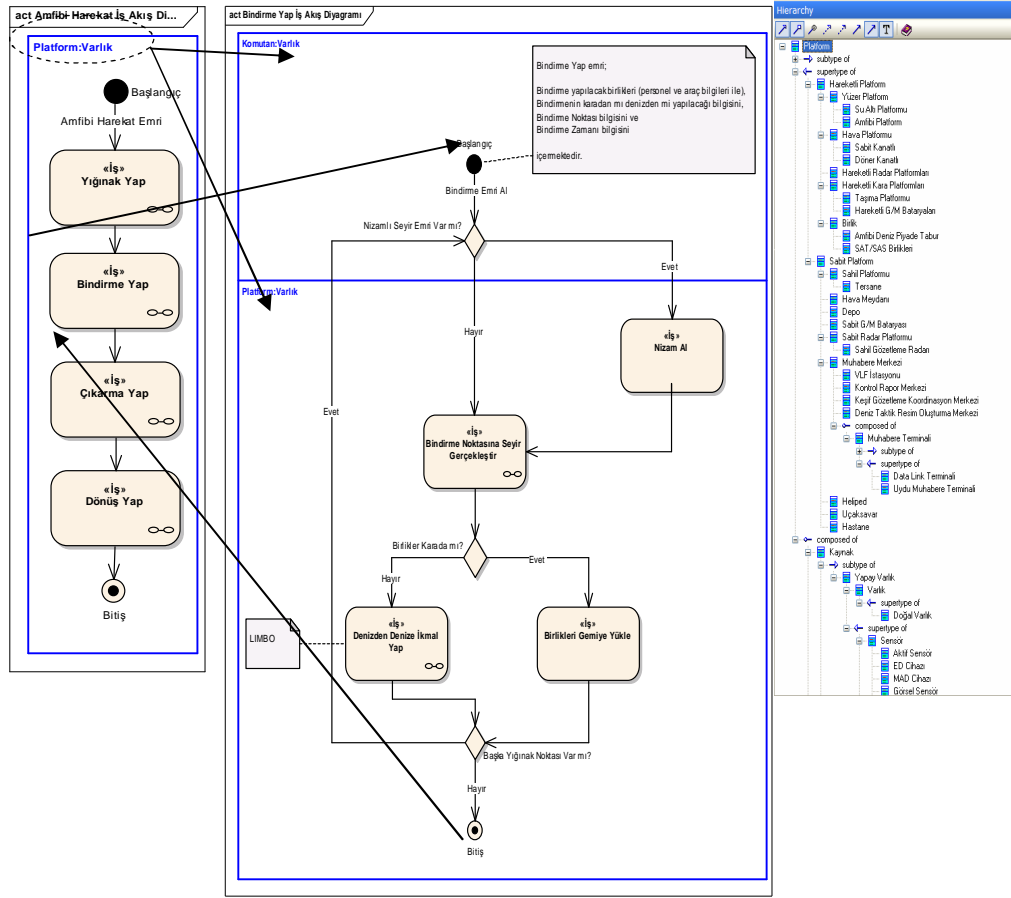 act Amfibi Harekat İş Akış Di...
Platform:Varlık
Başlangıç
Amfibi Harekat Emri
«İş»
Yığınak Yap
«İş»
Bindirme Yap
«İş»
Çıkarma Yap
«İş»
Dönüş Yap
Bitiş
act Bindirme Yap İş Akış Diyagramı
Komutan:Varlık
Bindirme Yap emri;
Bindirme yapılacakbirlikleri (personel ve araç bilgileri ile),
Bindirmenin karadan mı denizden mi yapılacağı bilgisini,
Bindirme Noktası bilgisini ve
Bindirme Zamanı bilgisini
içermektedir.
Başlangıç
Bindirme Emri Al
Nizamlı Seyir Emri Var mı?
Evet
Platform:Varlık
Hayır
«İş»
Nizam Al
Evet
«İş»
Bindirme Noktasına Seyir
Gerçekleştir
Birlikler Karada mı?
Evet
Hayır
LIMBO
«İş»
Denizden Denize İkmal
Yap
«İş»
Birlikleri Gemiye Yükle
Başka Yığınak Noktası Var mı?
Hayır
Bitiş
Hierarchy
T
Platform
subtype of
supertype of
Hareketli Platform
Yüzer Platform
Su Altı Platformu
Amfibi Platform
Hava Platformu
Sabit Kanatlı
Döner Kanatlı
Hareketli Radar Platformları
Hareketli Kara Platformları
Taşıma Platformu
Hareketli G/M Bataryaları
Birlik
Amfibi Deniz Piyade Tabur
SAT/SAS Birlikleri
Sabit Platform
Sahil Platformu
Tersane
Hava Meydanı
Depo
Sabit G/M Bataryası
Sabit Radar Platformu
Sahil Gözetleme Radarı
Muhabere Merkezi
VLF İstasyonu
Kontrol Rapor Merkezi
Keşif Gözetleme Koordinasyon Merkezi
Deniz Taktik Resim Oluşturma Merkezi
composed of
Muhabere Terminali
subtype of
supertype of
Data Link Terminali
Uydu Muhabere Terminali
Heliped
Uçaksavar
Hastane
composed of
Kaynak
subtype of
Yapay Varlık
Varlık
supertype of
Doğal Varlık
supertype of
Sensör
Aktif Sensör
ED Cihazı
MAD Cihazı
Görsel Sensör